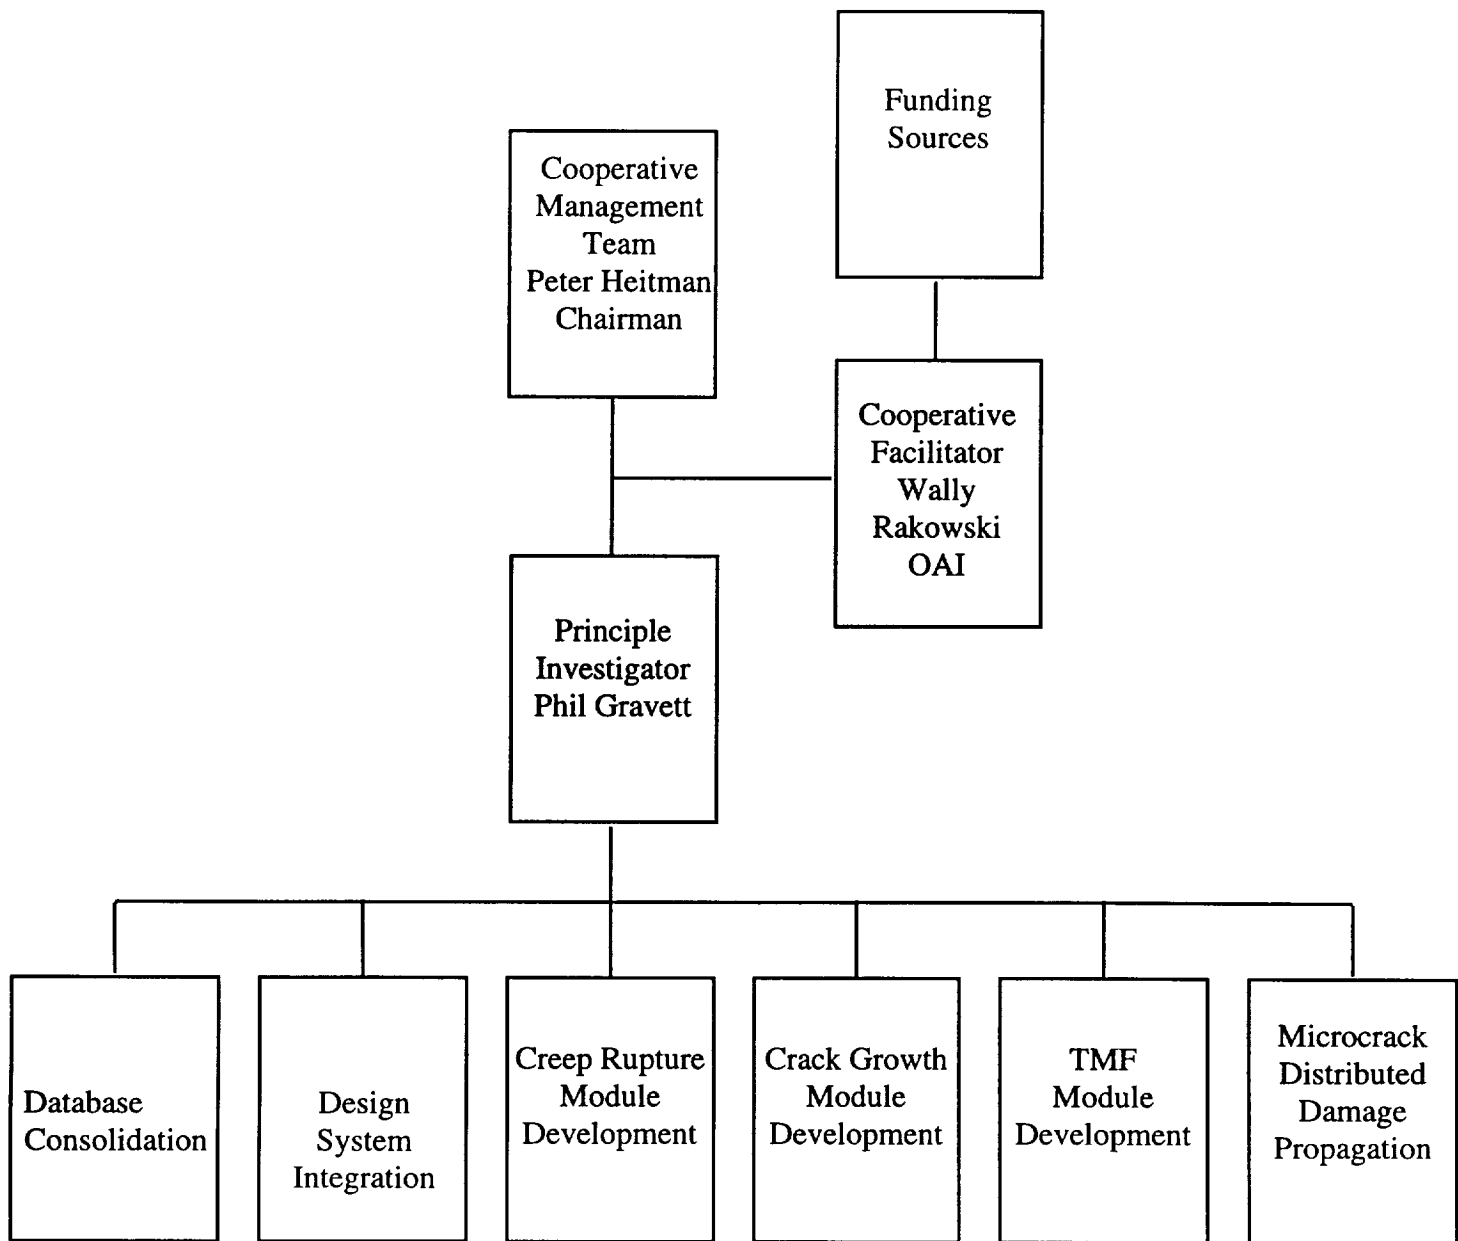 Funding
Sources
Cooperative
Management
Team
Peter Heitman
Chairman
Cooperative
Facilitator
Wally
Rakowski
OAI
Principle
Investigator
Phil Gravett
Database
Consolidation
Design
System
Integration
Creep Rupture
Module
Development
Crack Growth
Module
Development
TMF
Module
Development
Microcrack
Distributed
Damage
Propagation